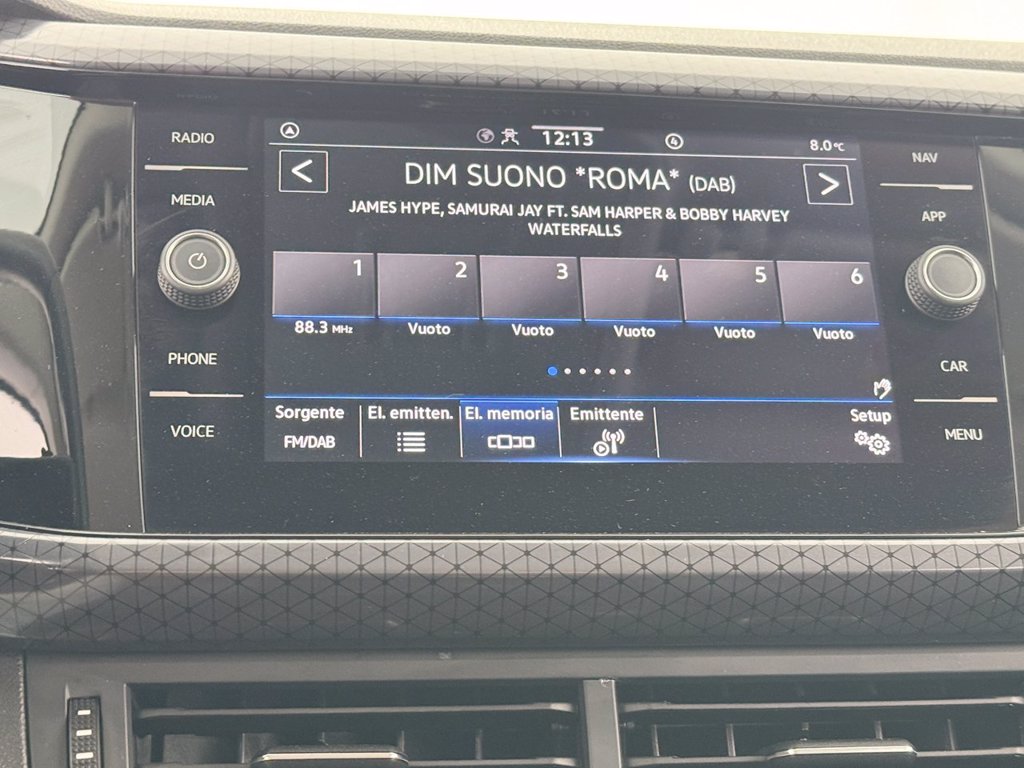 RADIO
MEDIA
PHONE
VOICE
12:13
4
8.0°C
<
DIM SUONO *ROMA* (DAB)
>
JAMES HYPE, SAMURAI JAY FT. SAM HARPER & BOBBY HARVEY
WATERFALLS
1 2 3 4 5 6
88.3 MHz Vuoto Vuoto Vuoto Vuoto Vuoto
Sorgente El. emitten. El. memoria Emittente Setup
FM/DAB
NAV
APP
CAR
MENU